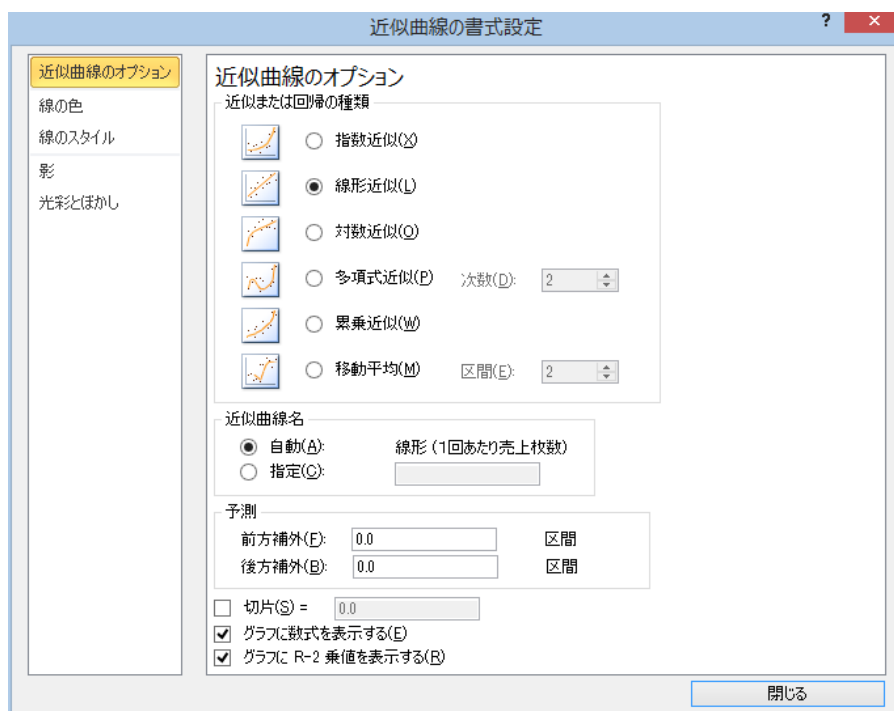 近似曲線の書式設定
?
×
近似曲線のオプション
線の色
線のスタイル
影
光彩とぼかし
近似曲線のオプション
近似または回帰の種類
指数近似(X)
線形近似(L)
対数近似(O)
多項式近似(P) 次数(D): 2
累乗近似(W)
移動平均(M) 区間(E): 2
近似曲線名
自動(A): 線形 (1回あたり売上枚数)
指定(C):
予測
前方補外(F): 0.0 区間
後方補外(B): 0.0 区間
切片(S) = 0.0
グラフに数式を表示する(E)
グラフに R-2 乗値を表示する(R)
閉じる